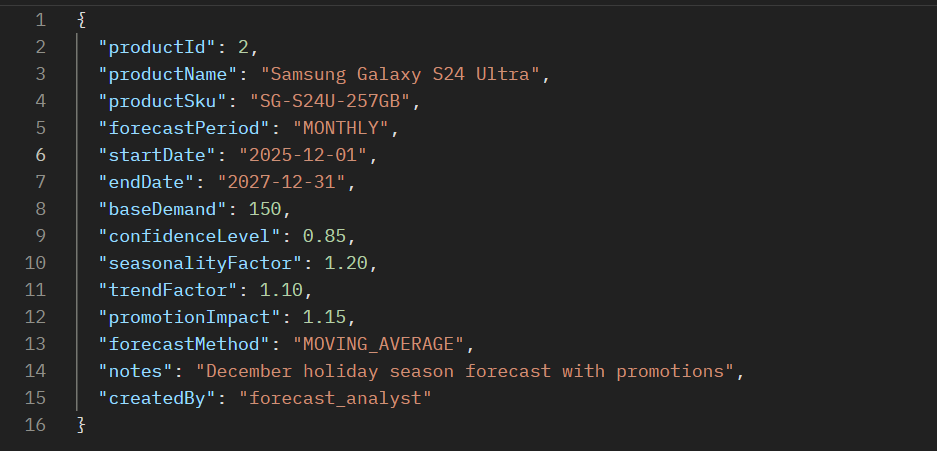 1 {
2 "productId": 2,
3 "productName": "Samsung Galaxy S24 Ultra",
4 "productSku": "SG-S24U-257GB",
5 "forecastPeriod": "MONTHLY",
6 "startDate": "2025-12-01",
7 "endDate": "2027-12-31",
8 "baseDemand": 150,
9 "confidenceLevel": 0.85,
10 "seasonalityFactor": 1.20,
11 "trendFactor": 1.10,
12 "promotionImpact": 1.15,
13 "forecastMethod": "MOVING_AVERAGE",
14 "notes": "December holiday season forecast with promotions",
15 "createdBy": "forecast_analyst"
16 }